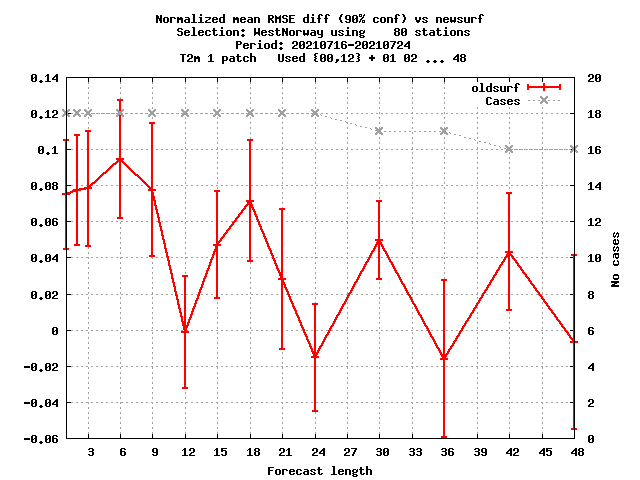 Normalized mean RMSE diff (90% conf) vs newsurf
Selection: WestNorway using    80 stations
Period: 20210716-20210724
T2m 1 patch   Used {00,12} + 01 02 ... 48
oldsurf
Cases
0.14
0.12
0.1
0.08
0.06
0.04
0.02
0
-0.02
-0.04
-0.06
20
18
16
14
12
10
8
6
4
2
0
No cases
3 6 9 12 15 18 21 24 27 30 33 36 39 42 45 48
Forecast length